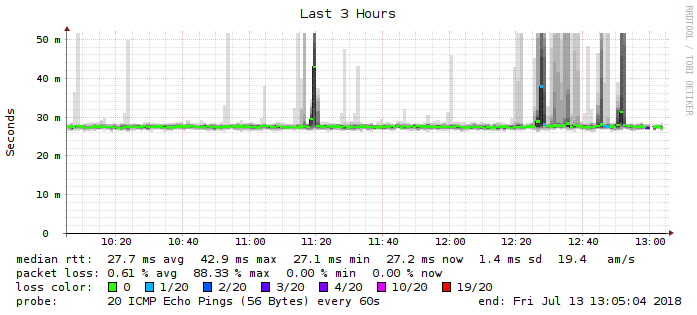 Last 3 Hours
RRDTOOL / TOBI OETIKER
Seconds
50 m
40 m
30 m
20 m
10 m
0
10:20 10:40 11:00 11:20 11:40 12:00 12:20 12:40 13:00
median rtt: 27.7 ms avg 42.9 ms max 27.1 ms min 27.2 ms now 1.4 ms sd 19.4 am/s
packet loss: 0.61 % avg 88.33 % max 0.00 % min 0.00 % now
loss color: 0 1/20 2/20 3/20 4/20 10/20 19/20
probe: 20 ICMP Echo Pings (56 Bytes) every 60s end: Fri Jul 13 13:05:04 2018